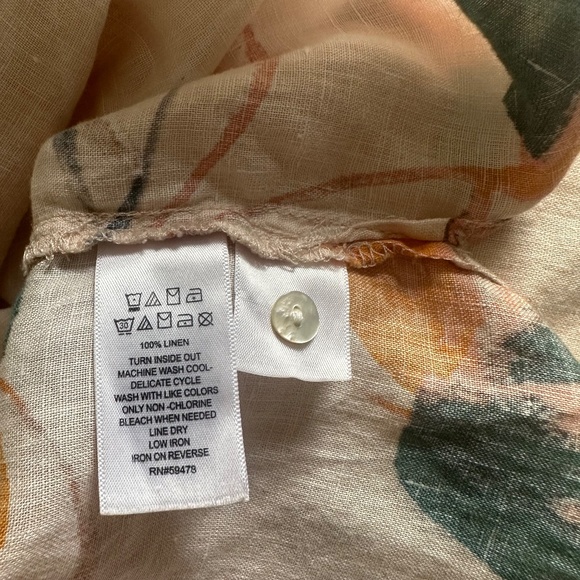 30
100% LINEN
TURN INSIDE OUT
MACHINE WASH COOL-
DELICATE CYCLE
WASH WITH LIKE COLORS
ONLY NON -CHLORINE
BLEACH WHEN NEEDED
LINE DRY
LOW IRON
IRON ON REVERSE
RN#59478